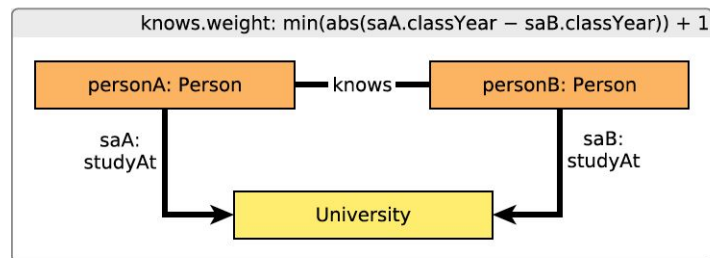 knows.weight: min(abs(saA.classYear − saB.classYear)) + 1
personA: Person
knows
personB: Person
saA:
studyAt
saB:
studyAt
University